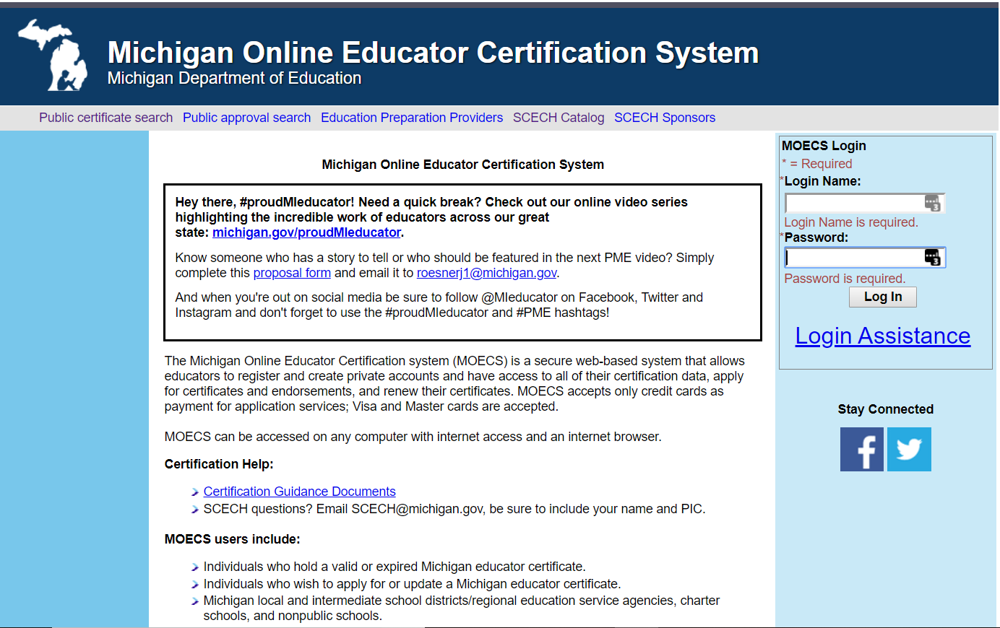 Michigan Online Educator Certification System
Michigan Department of Education
Public certificate search Public approval search Education Preparation Providers SCECH Catalog SCECH Sponsors
Michigan Online Educator Certification System
Hey there, #proudMIeducator! Need a quick break? Check out our online video series
highlighting the incredible work of educators across our great
state: michigan.gov/proudMIeducator.
Know someone who has a story to tell or who should be featured in the next PME video? Simply
complete this proposal form and email it to roesnerj1@michigan.gov.
And when you're out on social media be sure to follow @MIeducator on Facebook, Twitter and
Instagram and don't forget to use the #proudMIeducator and #PME hashtags!
The Michigan Online Educator Certification system (MOECS) is a secure web-based system that allows
educators to register and create private accounts and have access to all of their certification data, apply
for certificates and endorsements, and renew their certificates. MOECS accepts only credit cards as
payment for application services; Visa and Master cards are accepted.
MOECS can be accessed on any computer with internet access and an internet browser.
Certification Help:
Certification Guidance Documents
SCECH questions? Email SCECH@michigan.gov, be sure to include your name and PIC.
MOECS users include:
Individuals who hold a valid or expired Michigan educator certificate.
Individuals who wish to apply for or update a Michigan educator certificate.
Michigan local and intermediate school districts/regional education service agencies, charter
schools, and nonpublic schools.
MOECS Login
* = Required
*Login Name:
3
Login Name is required.
*Password:
3
Password is required.
Log In
Login Assistance
Stay Connected
f